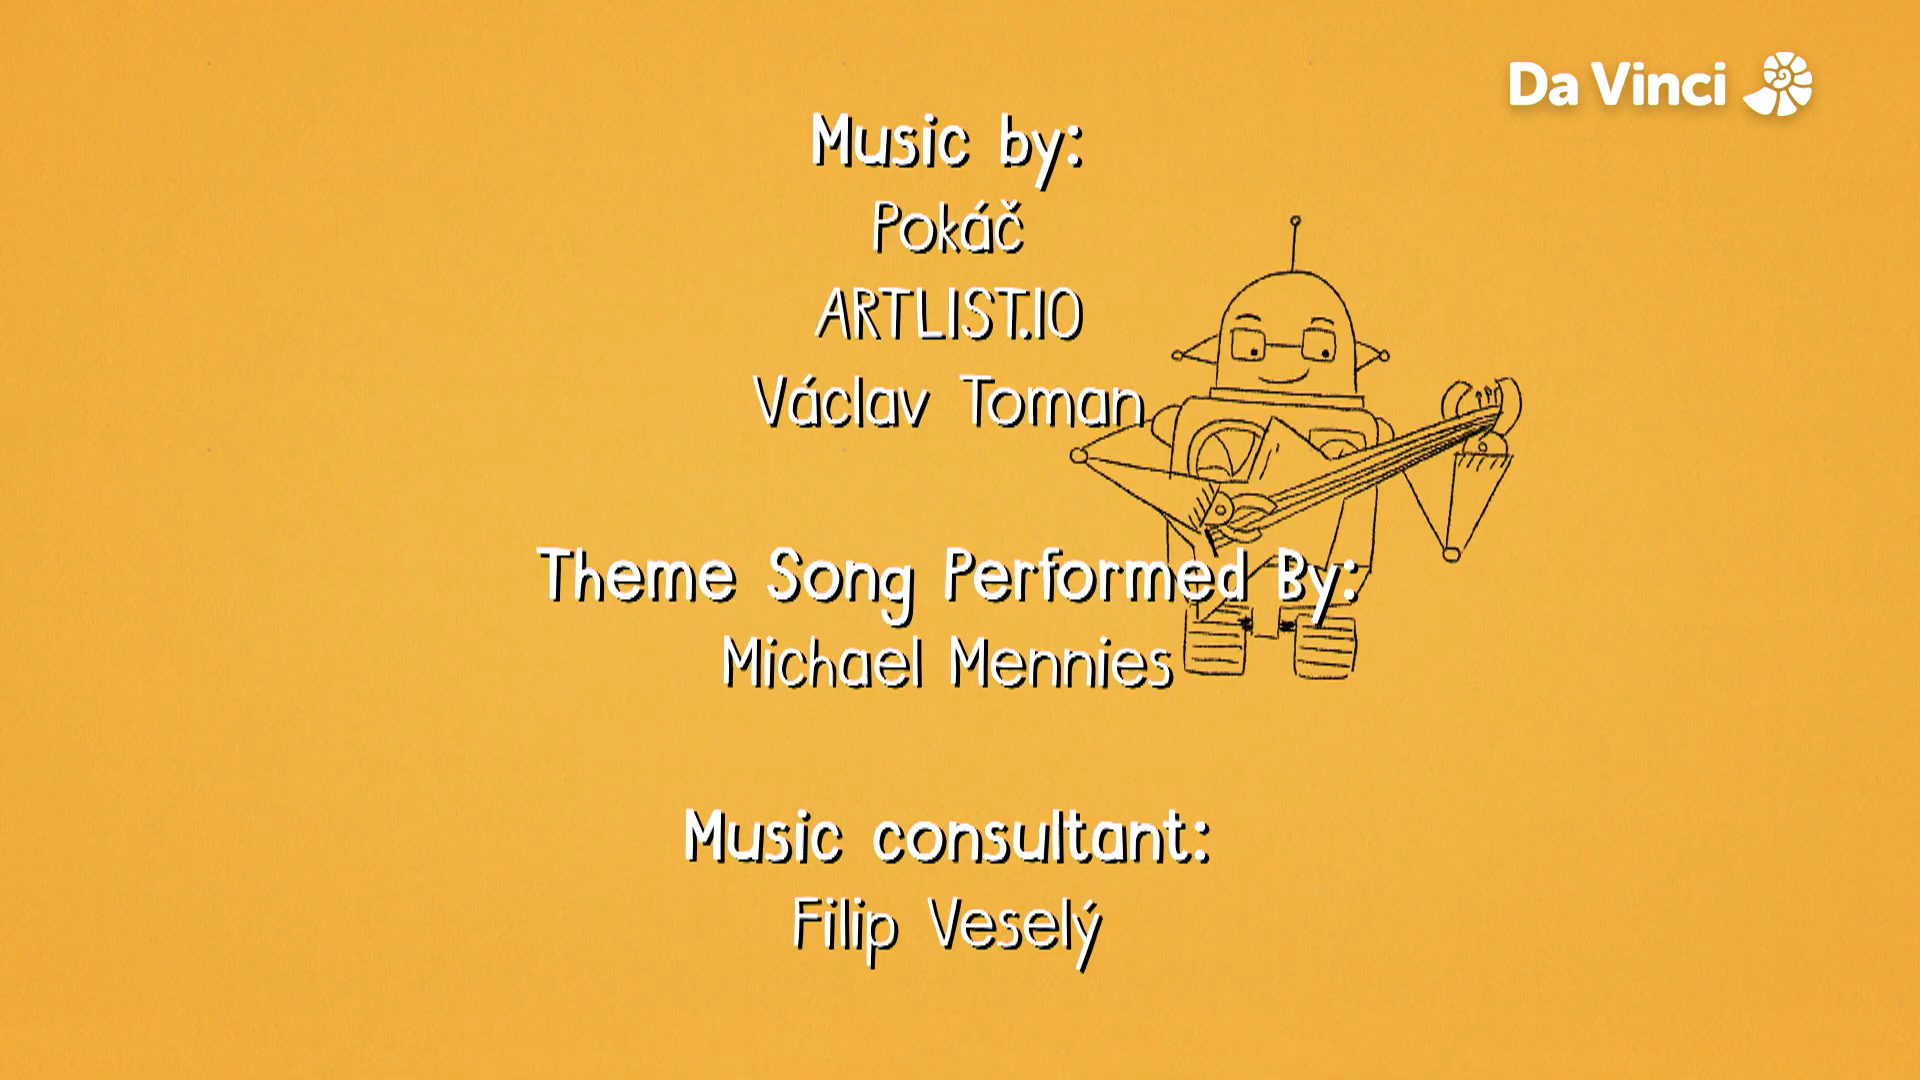 Da Vinci
Music by:
Pokáč
ARTLIST.IO
Václav Toman
Theme Song Performed By:
Michael Mennies
Music consultant:
Filip Veselý